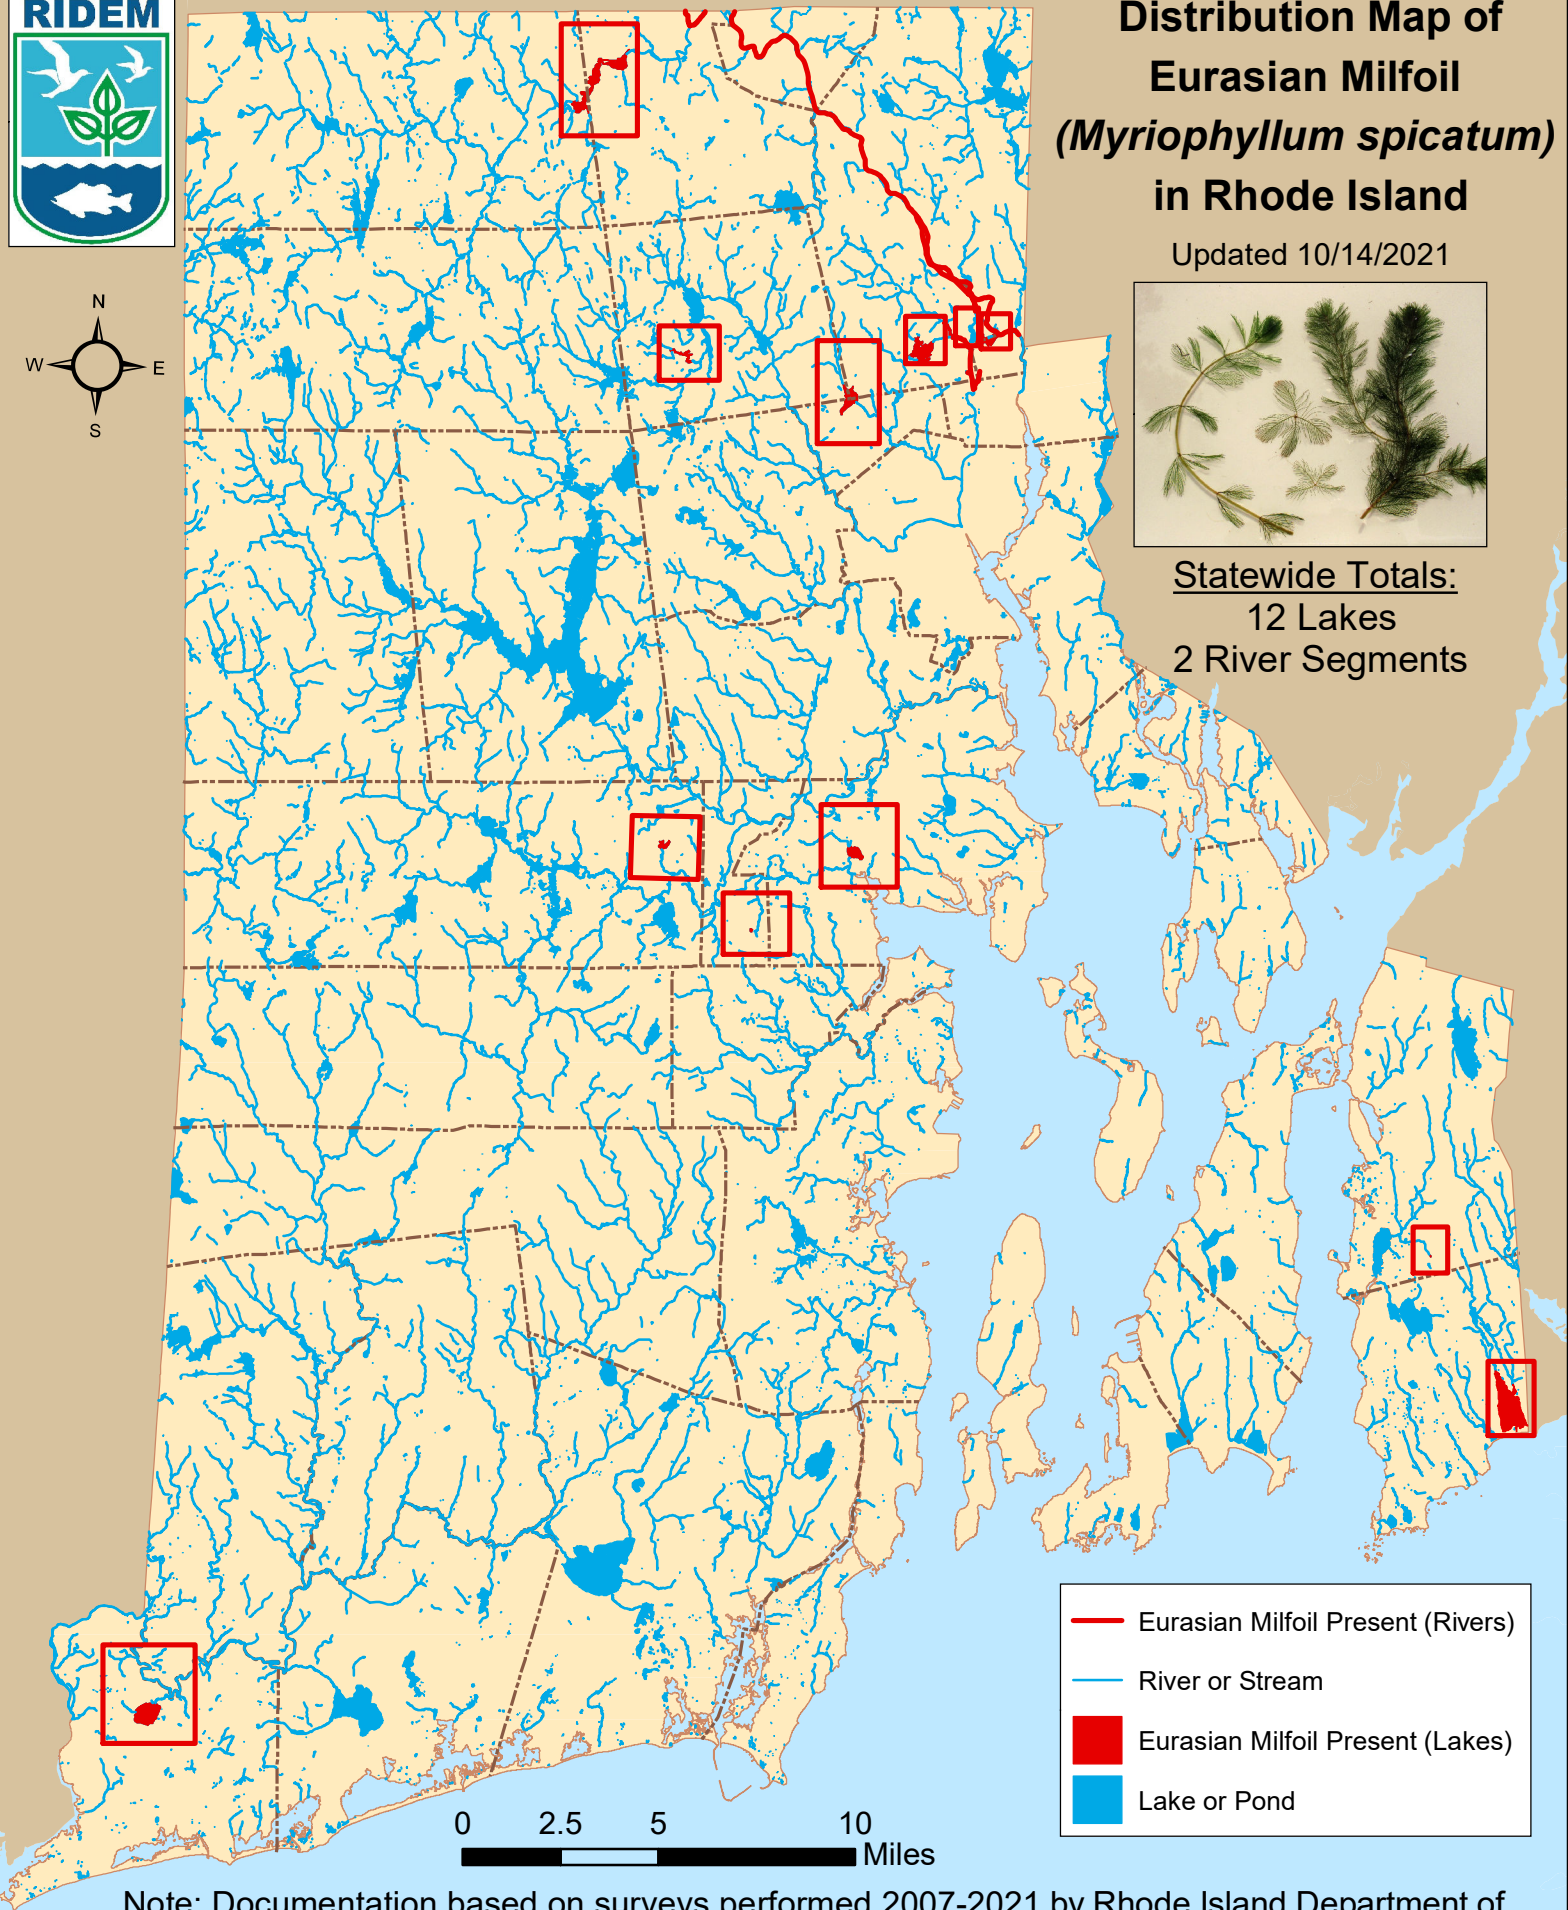 RIDEM
Distribution Map of
Eurasian Milfoil
(Myriophyllum spicatum)
in Rhode Island
Updated 10/14/2021
N
W E
S
Statewide Totals:
12 Lakes
2 River Segments
Eurasian Milfoil Present (Rivers)
River or Stream
Eurasian Milfoil Present (Lakes)
Lake or Pond
0 2.5 5 10
Miles
Note: Documentation based on surveys performed 2007-2021 by Rhode Island Department of